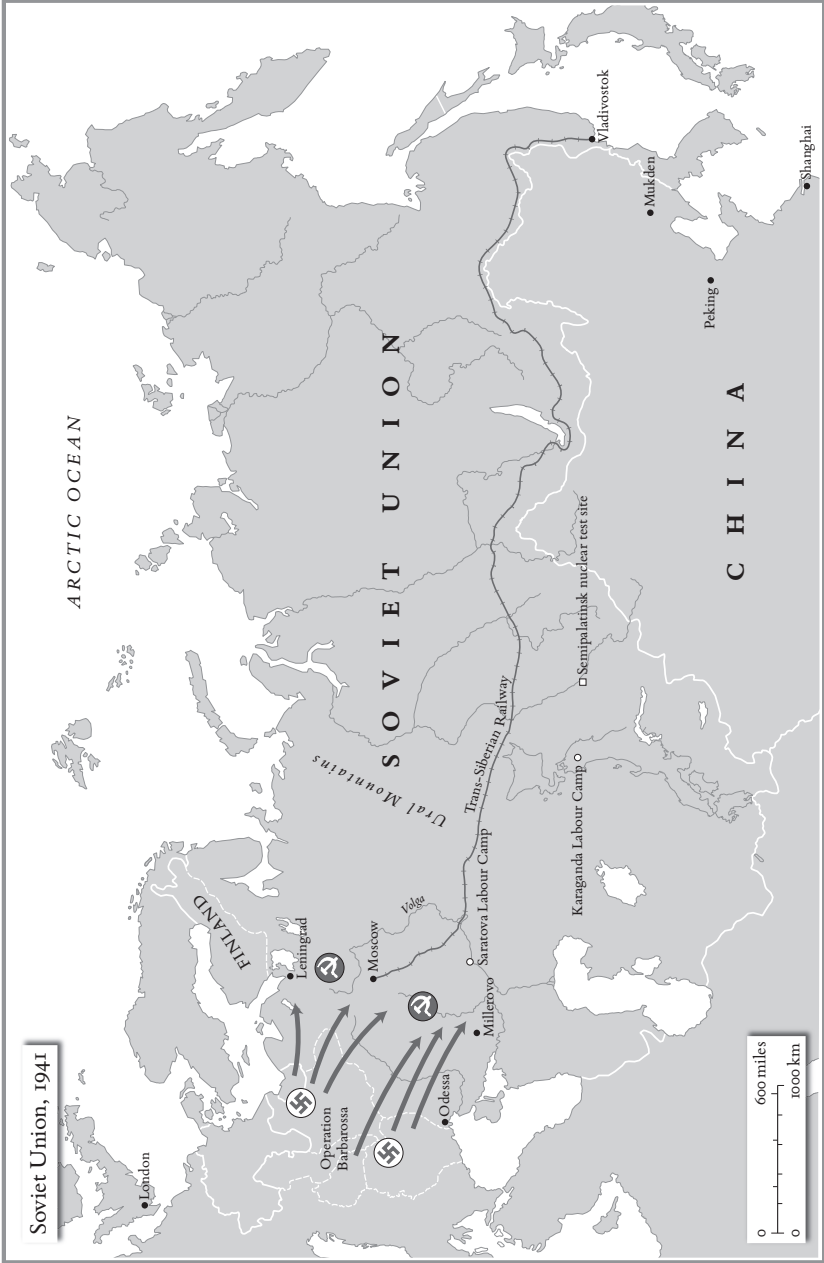 Soviet Union, 1941
ARCTIC OCEAN
SOVIET UNION
CHINA
FINLAND
Ural Mountains
Volga
Trans-Siberian Railway
London
Leningrad
Moscow
Operation
Barbarossa
Odessa
Millerovo
Saratova Labour Camp
Karaganda Labour Camp
Semipalatinsk nuclear test site
Vladivostok
Mukden
Peking
Shanghai
0 600 miles
0 1000 km